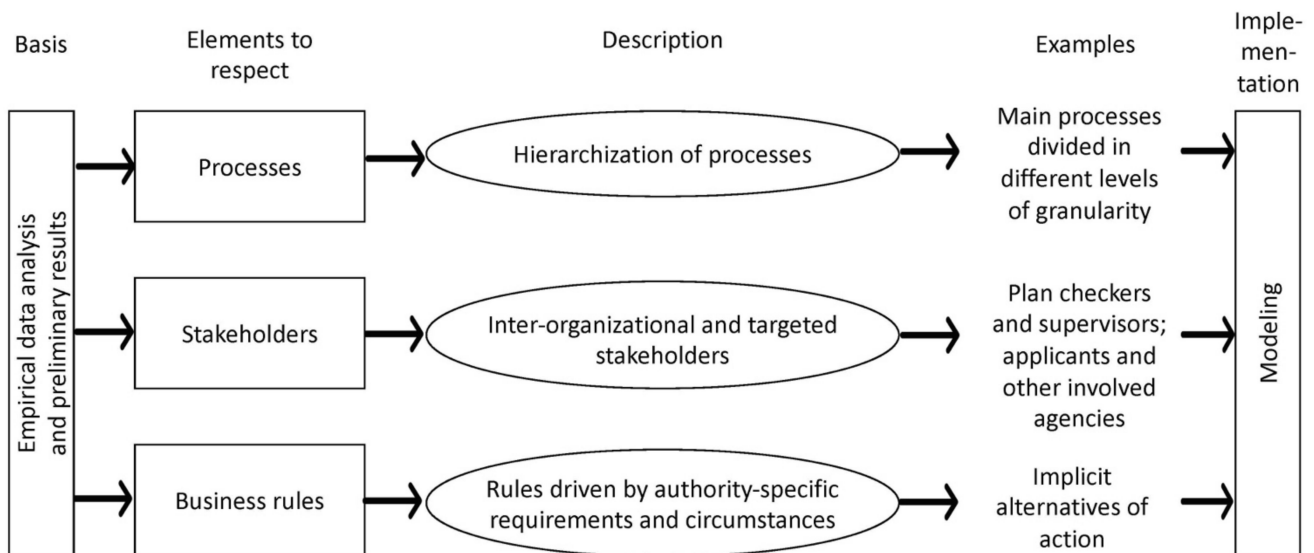 Basis
Elements to
respect
Description
Examples
Imple-
men-
tation
Empirical data analysis
and preliminary results
Processes
Hierarchization of processes
Main processes
divided in
different levels
of granularity
Stakeholders
Inter-organizational and targeted
stakeholders
Plan checkers
and supervisors;
applicants and
other involved
agencies
Business rules
Rules driven by authority-specific
requirements and circumstances
Implicit
alternatives of
action
Modeling